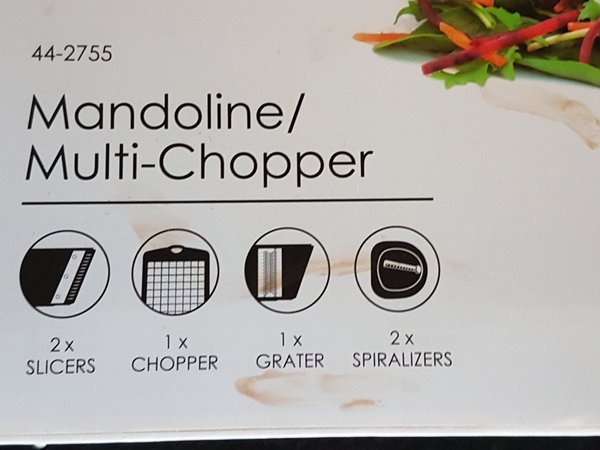 44-2755
Mandoline/
Multi-Chopper
2 x
SLICERS
1 x
CHOPPER
1 x
GRATER
2 x
SPIRALIZERS